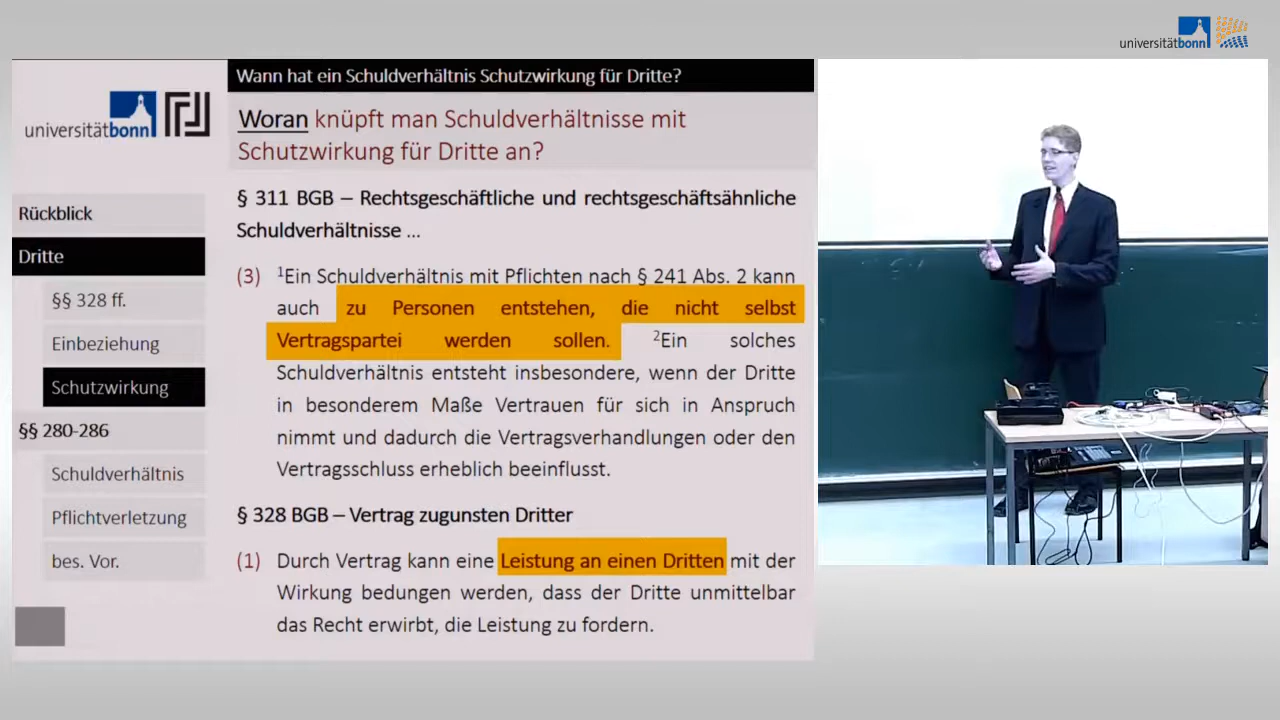 universitätbonn
Wann hat ein Schuldverhältnis Schutzwirkung für Dritte?
universitätbonn
Woran knüpft man Schuldverhältnisse mit
Schutzwirkung für Dritte an?
Rückblick
Dritte
§§ 328 ff.
Einbeziehung
Schutzwirkung
§§ 280-286
Schuldverhältnis
Pflichtverletzung
bes. Vor.
§ 311 BGB – Rechtsgeschäftliche und rechtsgeschäftsähnliche
Schuldverhältnisse ...
(3) ¹Ein Schuldverhältnis mit Pflichten nach § 241 Abs. 2 kann
auch zu Personen entstehen, die nicht selbst
Vertragspartei werden sollen. ²Ein solches
Schuldverhältnis entsteht insbesondere, wenn der Dritte
in besonderem Maße Vertrauen für sich in Anspruch
nimmt und dadurch die Vertragsverhandlungen oder den
Vertragsschluss erheblich beeinflusst.
§ 328 BGB – Vertrag zugunsten Dritter
(1) Durch Vertrag kann eine Leistung an einen Dritten mit der
Wirkung bedungen werden, dass der Dritte unmittelbar
das Recht erwirbt, die Leistung zu fordern.